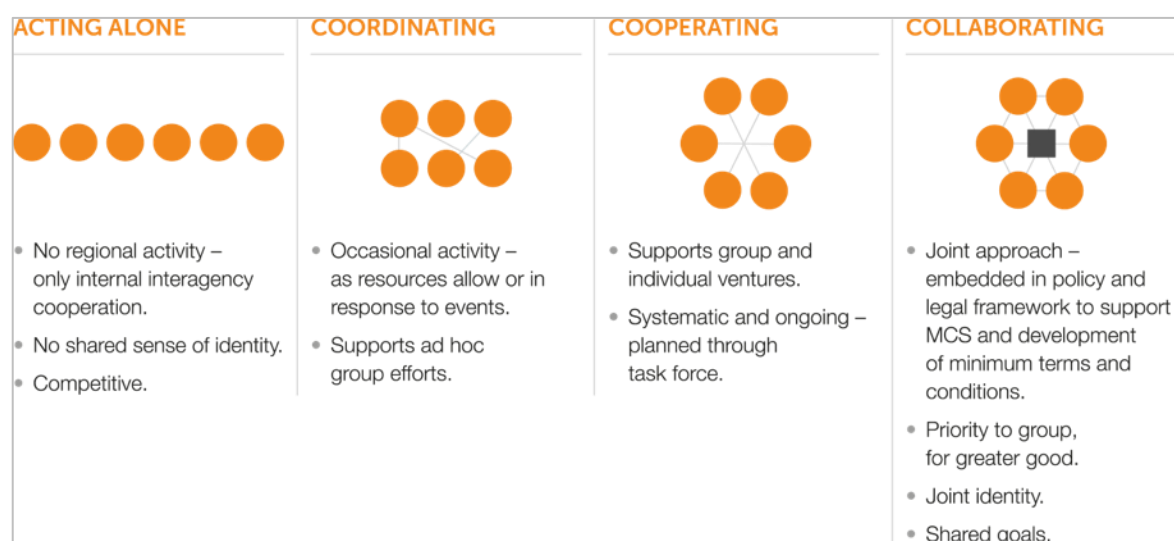 ACTING ALONE
• No regional activity –
only internal interagency
cooperation.
• No shared sense of identity.
• Competitive.
COORDINATING
• Occasional activity –
as resources allow or in
response to events.
• Supports ad hoc
group efforts.
COOPERATING
• Supports group and
individual ventures.
• Systematic and ongoing –
planned through
task force.
COLLABORATING
• Joint approach –
embedded in policy and
legal framework to support
MCS and development
of minimum terms and
conditions.
• Priority to group,
for greater good.
• Joint identity.
• Shared goals.